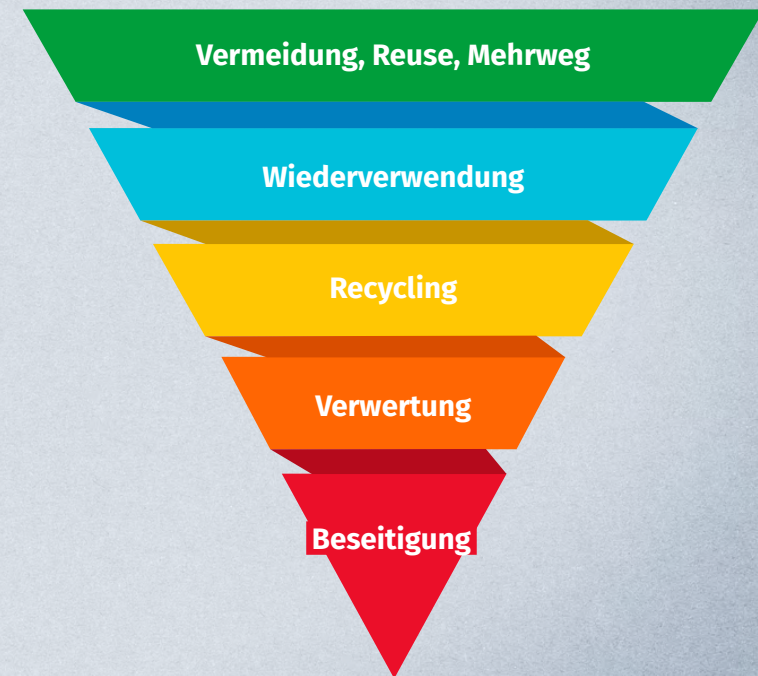 Vermeidung, Reuse, Mehrweg
Wiederverwendung
Recycling
Verwertung
Beseitigung